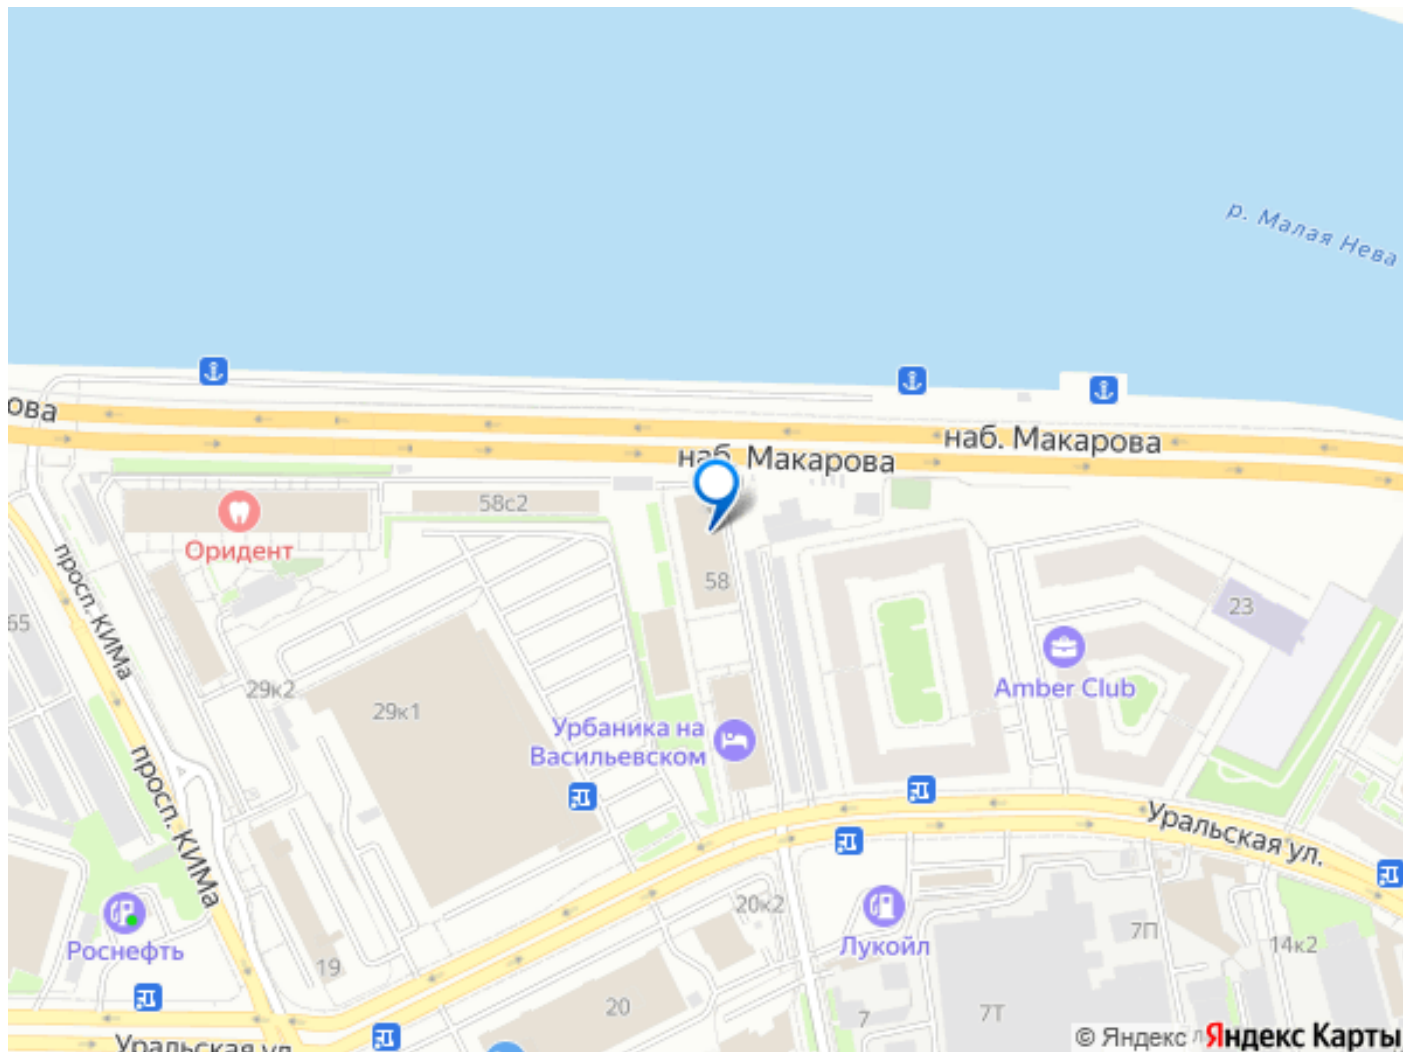 р. Малая Нева
ова
наб. Макарова
наб. Макарова
58с2
Оридент
58
просп. КИМа
65
23
29к2
29к1
Amber Club
Урбаника на
Васильевском
просп. КИМа
Уральская ул.
Роснефть
19
20к2
Лукойл
7П
14к2
20
7
7Т
Уральская ул.
© Яндекс
Яндекс Карты